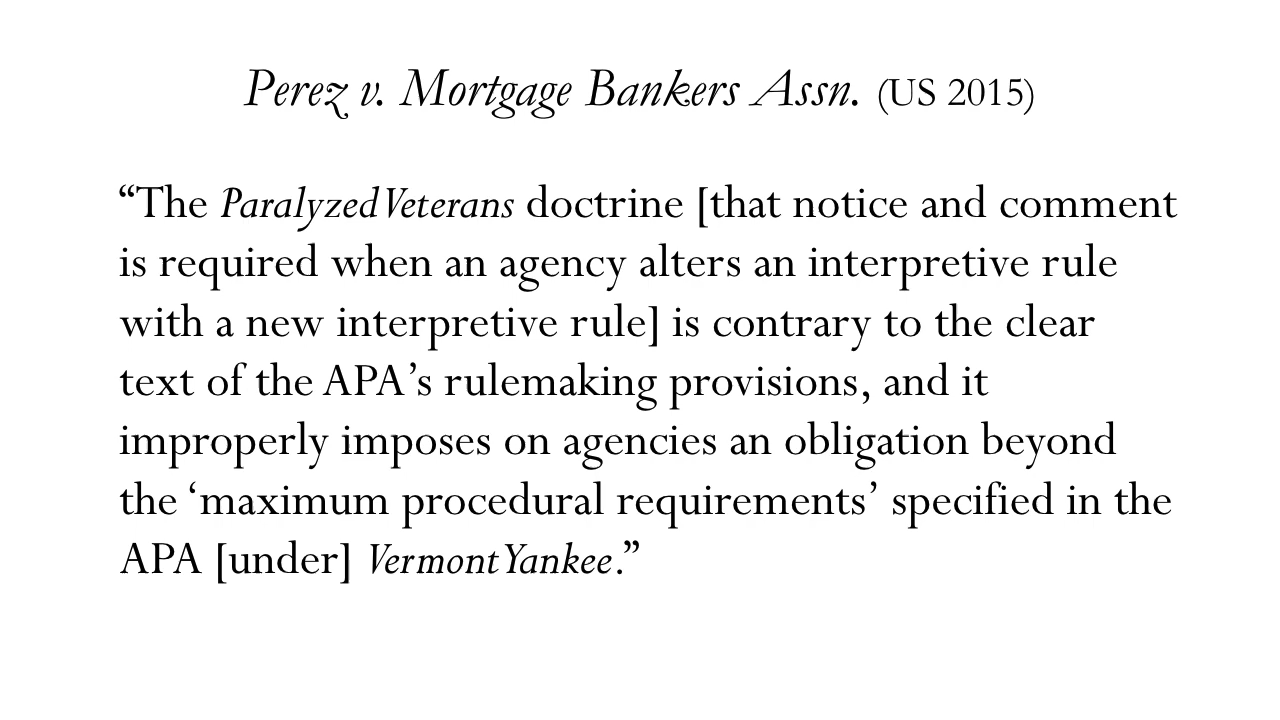 Perez v. Mortgage Bankers Assn. (US 2015)
“The Paralyzed Veterans doctrine [that notice and comment
is required when an agency alters an interpretive rule
with a new interpretive rule] is contrary to the clear
text of the APA’s rulemaking provisions, and it
improperly imposes on agencies an obligation beyond
the ‘maximum procedural requirements’ specified in the
APA [under] Vermont Yankee.”